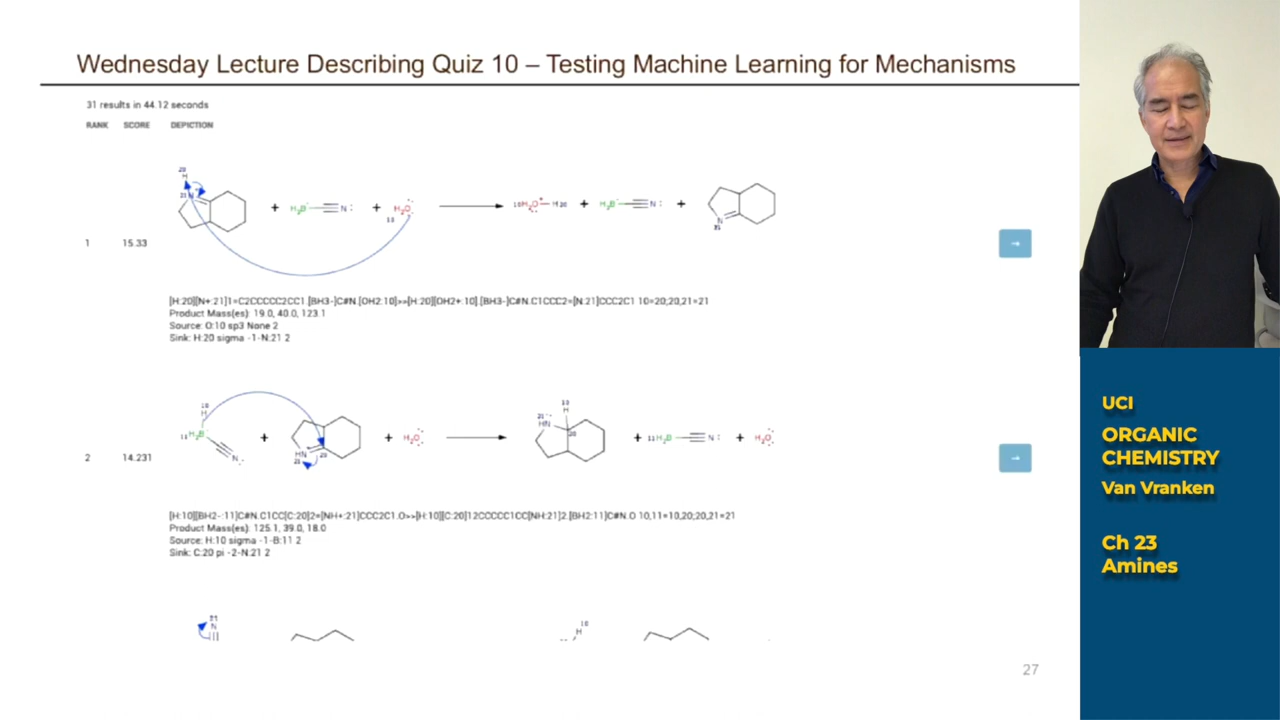 Wednesday Lecture Describing Quiz 10 – Testing Machine Learning for Mechanisms
31 results in 44.12 seconds
RANK SCORE DEPICTION
1 15.33
[H:20][N+:21]1=C2CCCCC2CC1.[BH3-]C#N.[OH2:10]>>[H:20][OH2+:10].[BH3-]C#N.C1CCC2=[N:21]CCC2C1 10=20;20,21=21
Product Mass(es): 19.0, 40.0, 123.1
Source: O:10 sp3 None 2
Sink: H:20 sigma -1-N:21 2
2 14.231
[H:10][BH2-:11]C#N.C1CC[C:20]2=[NH+:21]CCC2C1.O>>[H:10][C:20]12CCCCC1CC[NH:21]2.[BH2:11]C#N.O 10,11=10,20;20,21=21
Product Mass(es): 125.1, 39.0, 18.0
Source: H:10 sigma -1-B:11 2
Sink: C:20 pi -2-N:21 2
27
UCI
ORGANIC
CHEMISTRY
Van Vranken
Ch 23
Amines